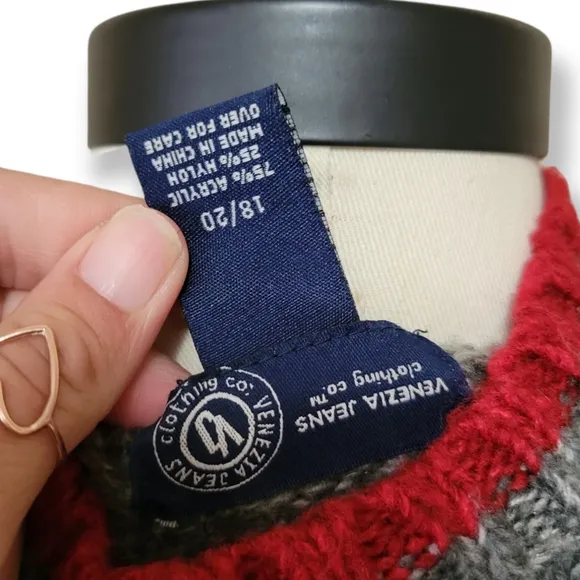 18/20
75% ACRYLIC
25% NYLON
MADE IN CHINA
OVER FOR CARE
VENEZIA JEANS
clothing co.™
VENEZIA JEANS clothing co.